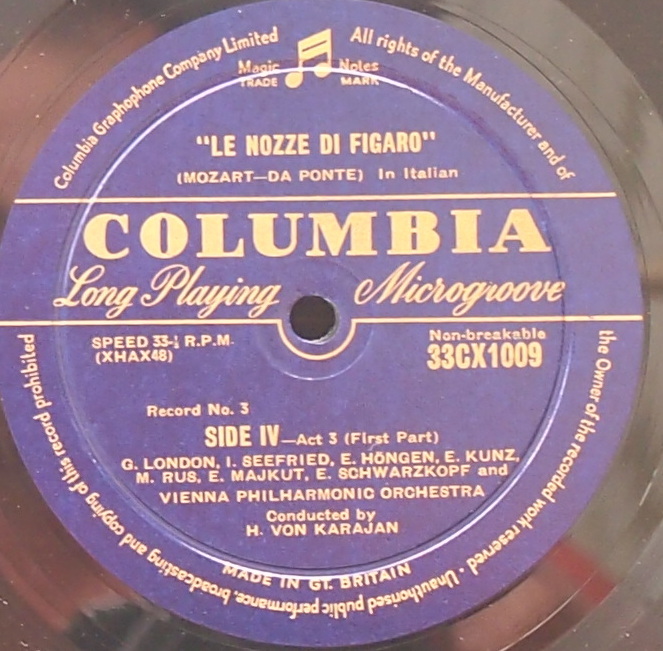 Columbia Graphophone Company Limited
All rights of the Manufacturer and of
the Owner of the recorded work reserved · Unauthorised public performance, broadcasting and copying of this record prohibited
Magic Notes
TRADE MARK
"LE NOZZE DI FIGARO"
(MOZART—DA PONTE) In Italian
COLUMBIA
Long Playing Microgroove
SPEED 33-⅓ R.P.M.
(XHAX48)
Non-breakable
33CX1009
Record No. 3
SIDE IV—Act 3 (First Part)
G. LONDON, I. SEEFRIED, E. HÖNGEN, E. KUNZ,
M. RUS, E. MAJKUT, E. SCHWARZKOPF and
VIENNA PHILHARMONIC ORCHESTRA
Conducted by
H. VON KARAJAN
MADE IN GT. BRITAIN